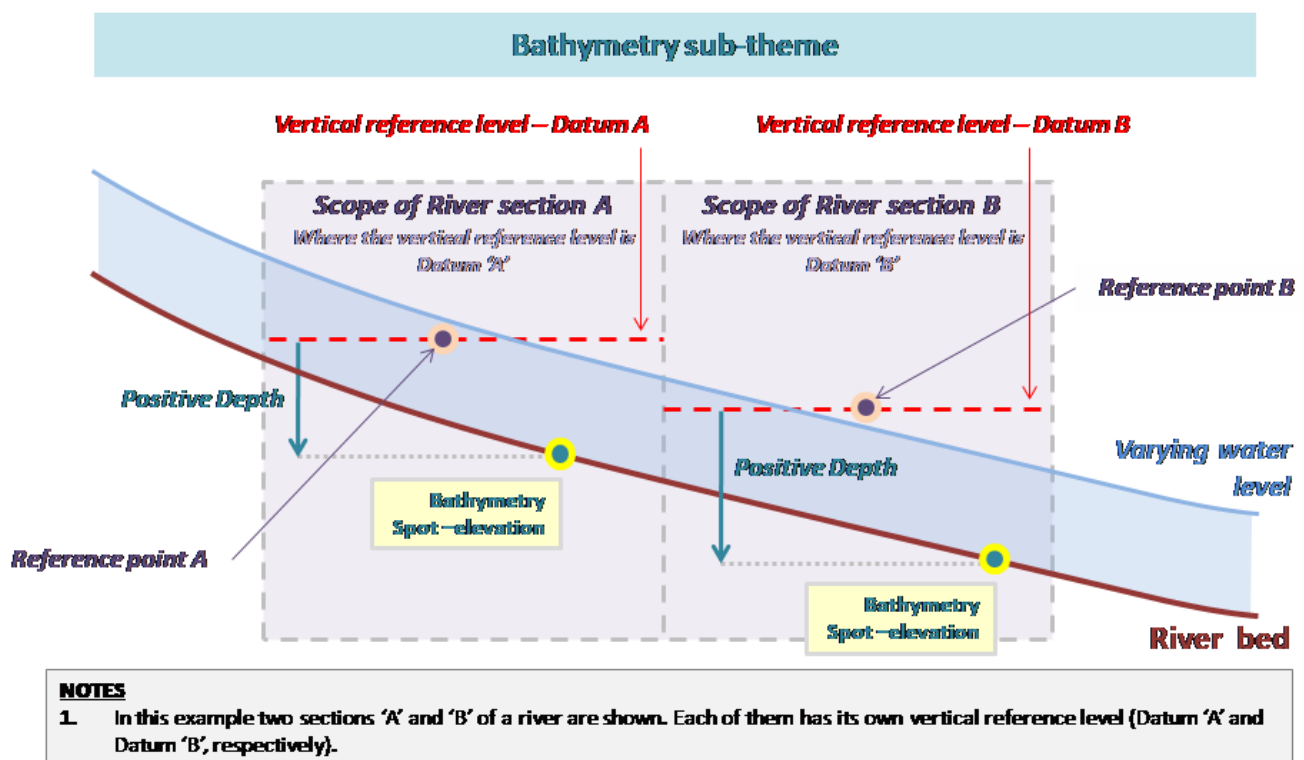 Bathymetry sub-theme
Vertical reference level – Datum A
Vertical reference level – Datum B
Scope of River section A
Where the vertical reference level is
Datum ‘A’
Scope of River section B
Where the vertical reference level is
Datum ‘B’
Reference point B
Positive Depth
Positive Depth
Varying water
level
Bathymetry
Spot –elevation
Reference point A
Bathymetry
Spot –elevation
River bed
NOTES
1. In this example two sections ‘A’ and ‘B’ of a river are shown. Each of them has its own vertical reference level (Datum ‘A’ and
Datum ‘B’, respectively).